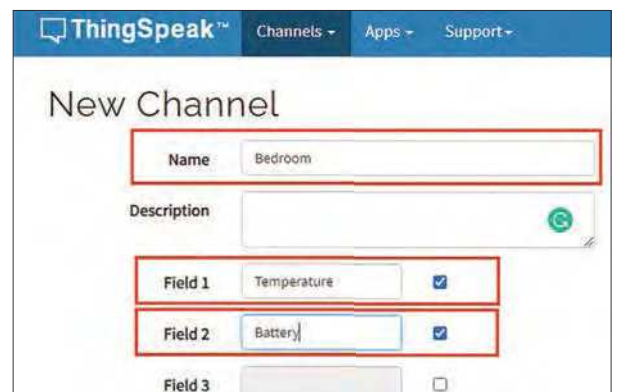 ThingSpeak™ Channels Apps Support
New Channel
Name Bedroom
Description
Field 1 Temperature
Field 2 Battery
Field 3